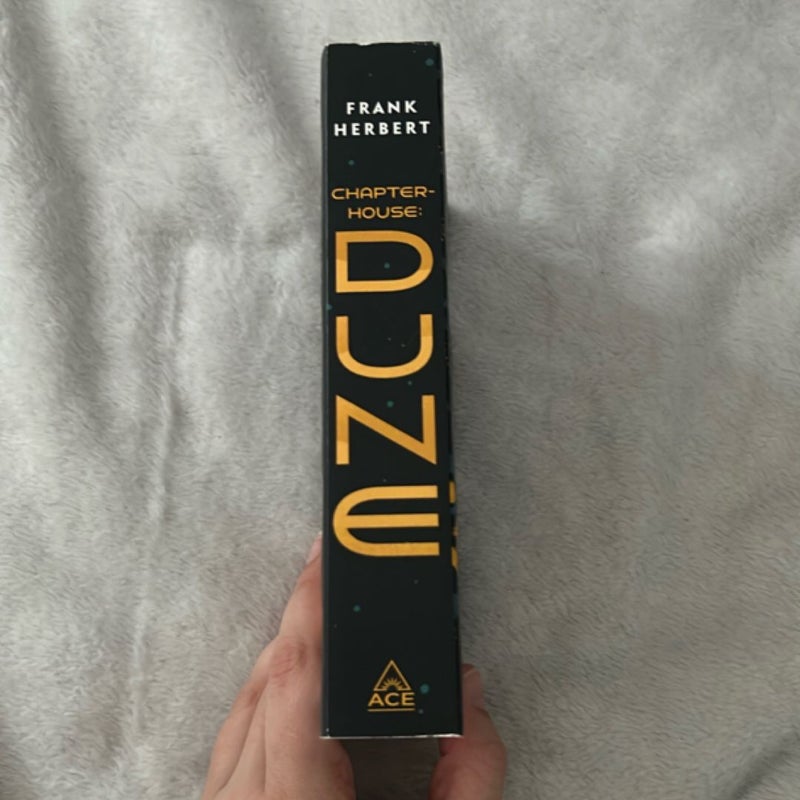 FRANK
HERBERT
CHAPTER-
HOUSE:
DUNE
ACE